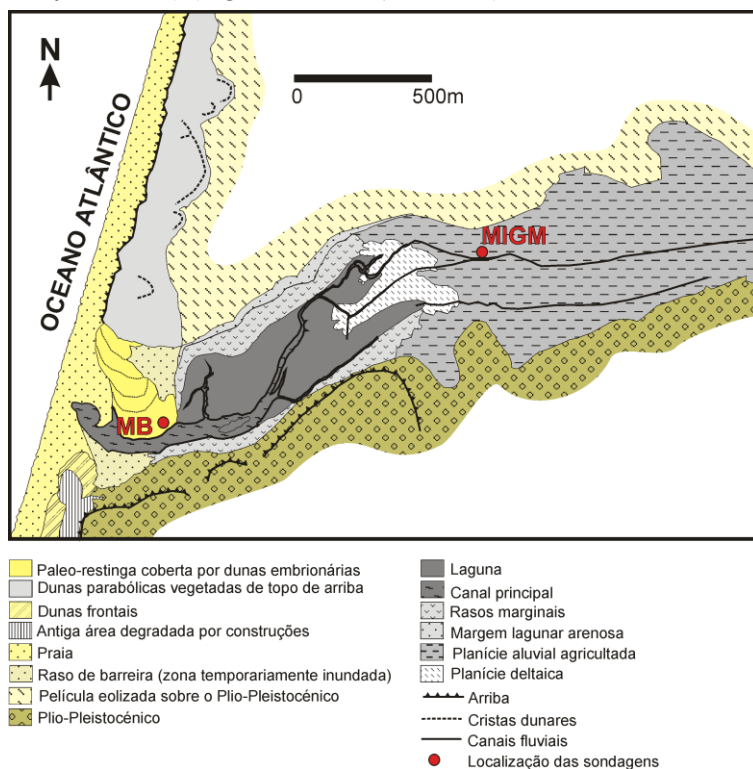 N
0 500m
OCEANO ATLÂNTICO
MIGM
MB
Paleo-restinga coberta por dunas embrionárias
Dunas parabólicas vegetadas de topo de arriba
Dunas frontais
Antiga área degradada por construções
Praia
Raso de barreira (zona temporariamente inundada)
Película eolizada sobre o Plio-Pleistocénico
Plio-Pleistocénico
Laguna
Canal principal
Rasos marginais
Margem lagunar arenosa
Planície aluvial agricultada
Planície deltaica
Arriba
Cristas dunares
Canais fluviais
Localização das sondagens